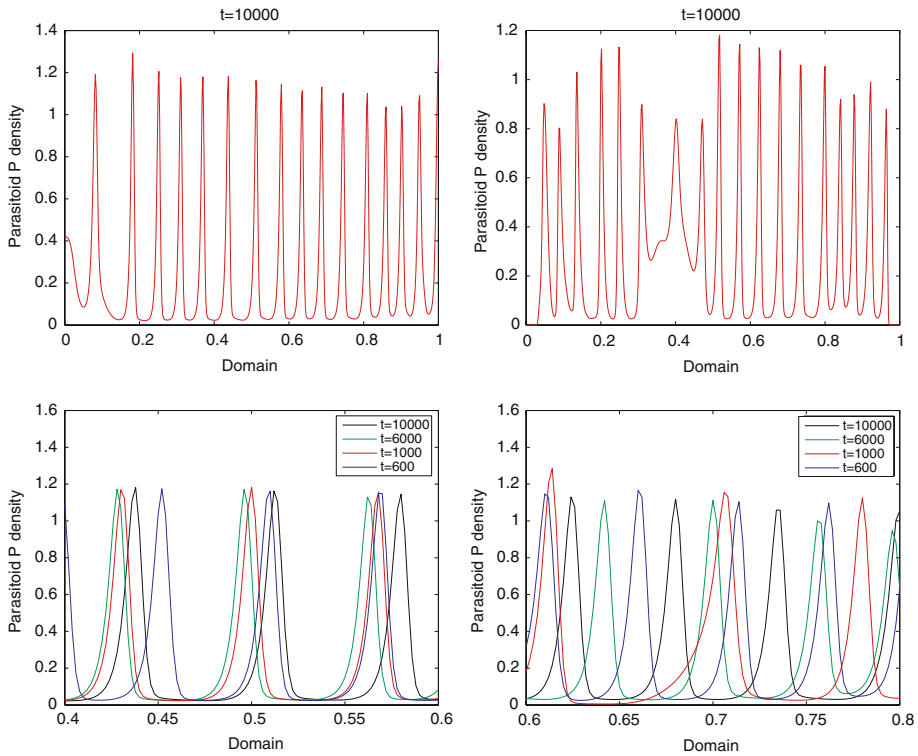 t=10000
1.4
1.2
1
0.8
0.6
0.4
0.2
0
Parasitoid P density
0 0.2 0.4 0.6 0.8 1
Domain
t=10000
1.2
1
0.8
0.6
0.4
0.2
0
Parasitoid P density
0 0.2 0.4 0.6 0.8 1
Domain
1.6
1.4
1.2
1
0.8
0.6
0.4
0.2
0
Parasitoid P density
t=10000
t=6000
t=1000
t=600
0.4 0.45 0.5 0.55 0.6
Domain
1.6
1.4
1.2
1
0.8
0.6
0.4
0.2
0
Parasitoid P density
t=10000
t=6000
t=1000
t=600
0.6 0.65 0.7 0.75 0.8
Domain